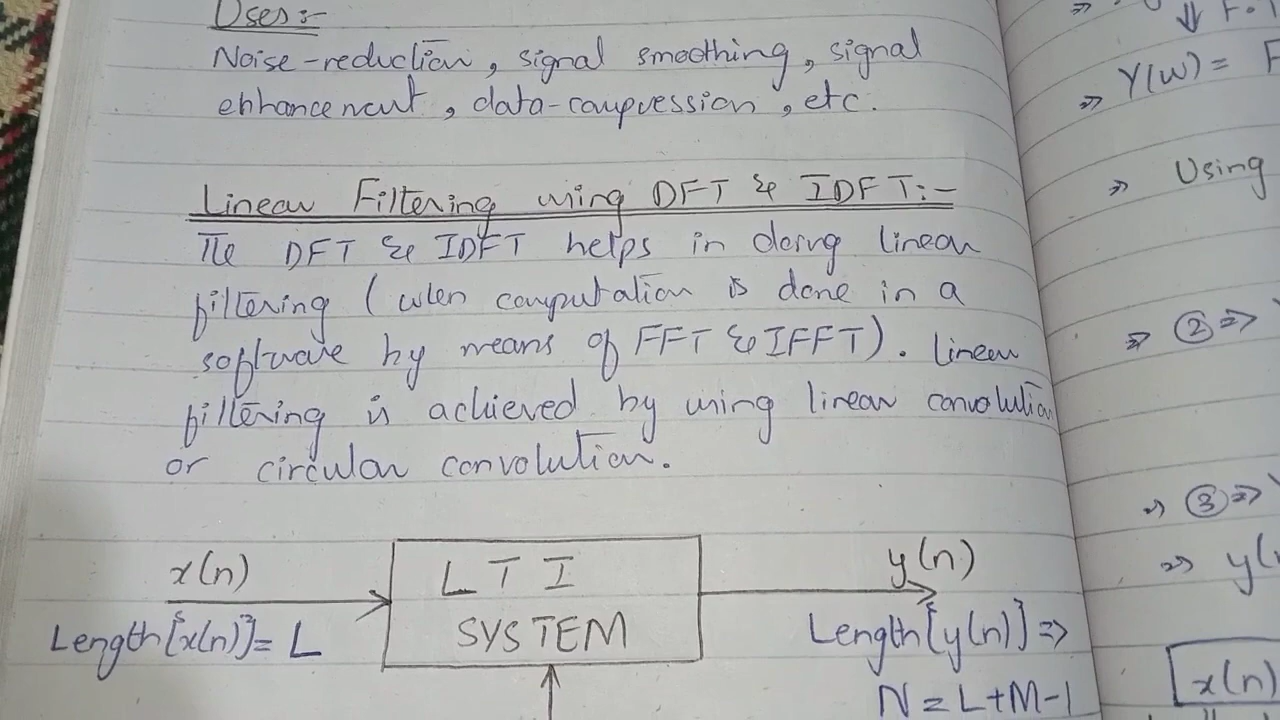 Uses :-
Noise-reduction, signal smoothing, signal
enhancement, data-compression, etc.
Linear Filtering using DFT & IDFT :-
The DFT & IDFT helps in doing linear
filtering (when computation is done in a
software by means of FFT & IFFT). linear
filtering is achieved by using linear convolution
or circular convolution.
x(n)
Length[x(n)] = L
LTI
SYSTEM
y(n)
Length[y(n)] =>
N = L+M-1
=> Y(w) =
=> Using
=> ② =>
=> ③ =>
=> y(
x(n)